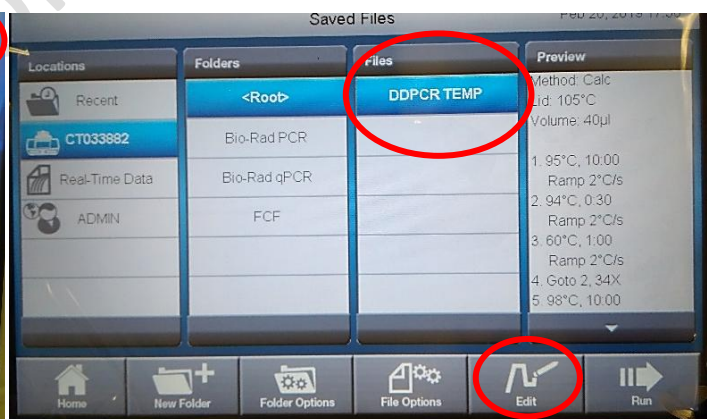 Saved Files
Feb 20, 2019 17:30
Locations
Recent
CT033882
Real-Time Data
ADMIN
Folders
<Root>
Bio-Rad PCR
Bio-Rad qPCR
FCF
Files
DDPCR TEMP
Preview
Method: Calc
Lid: 105°C
Volume: 40µl
1. 95°C, 10:00
Ramp 2°C/s
2. 94°C, 0:30
Ramp 2°C/s
3. 60°C, 1:00
Ramp 2°C/s
4. Goto 2, 34X
5. 98°C, 10:00
Home
New Folder
Folder Options
File Options
Edit
Run